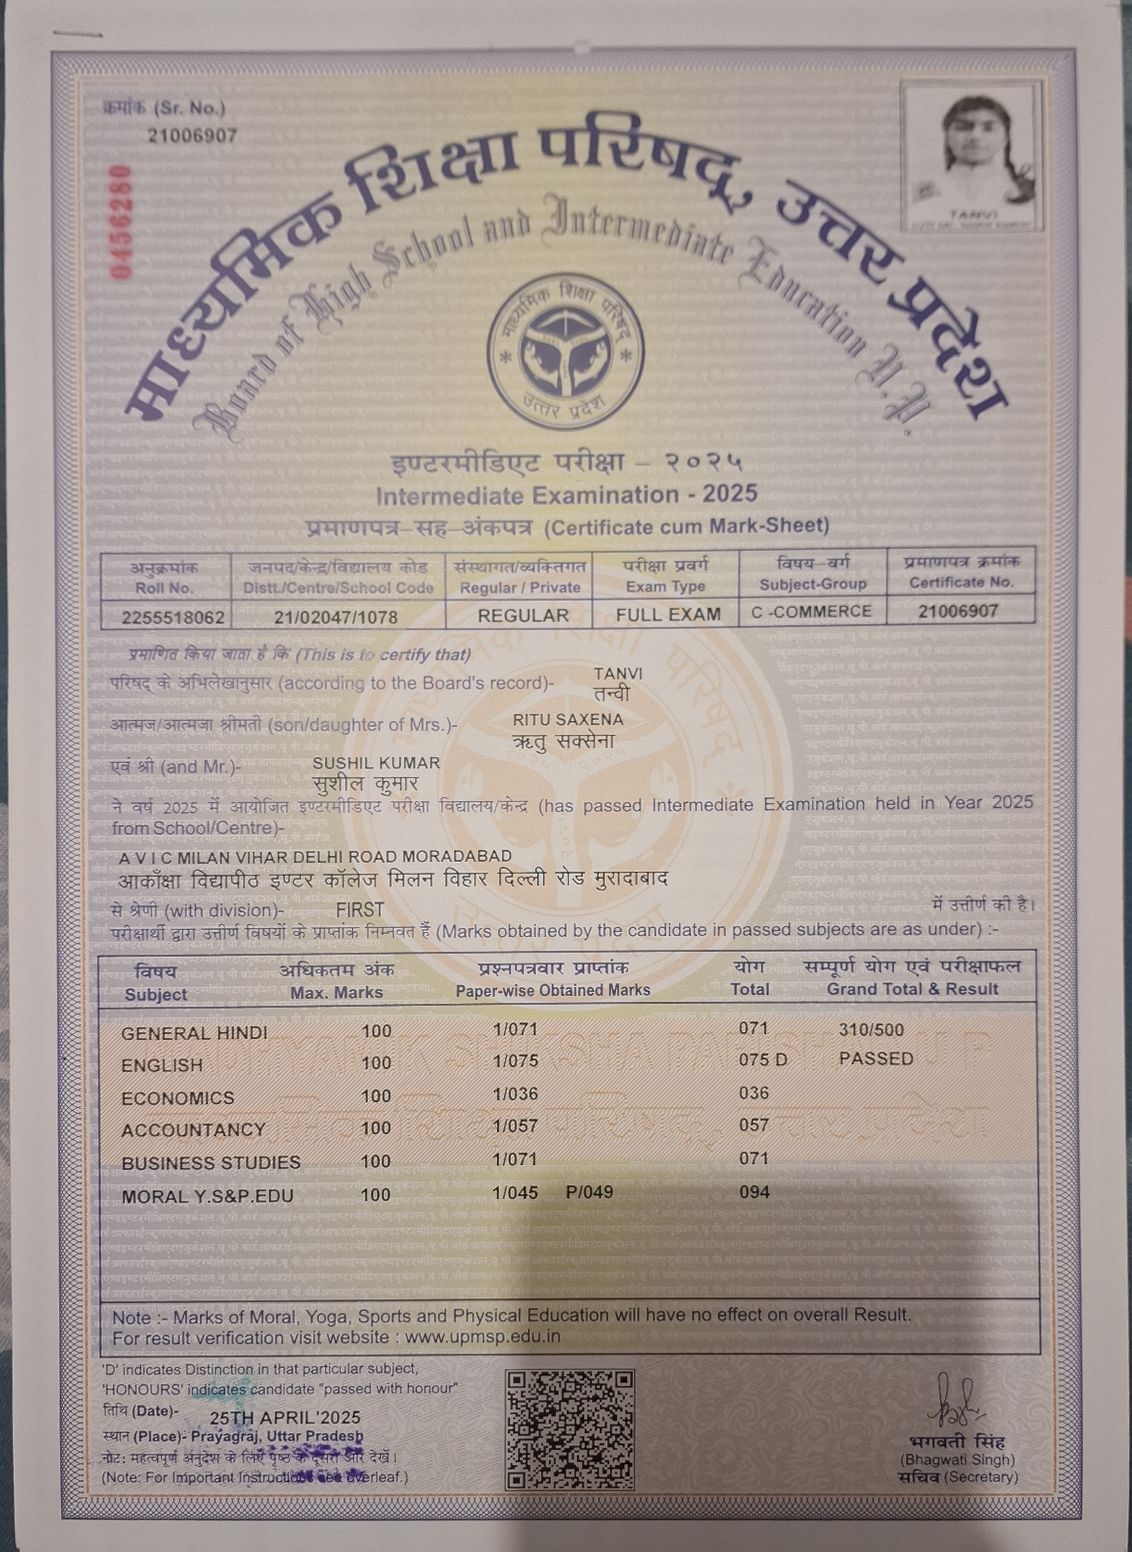 क्रमांक (Sr. No.)
21006907
0456280
TANVI
माध्यमिक शिक्षा परिषद्, उत्तर प्रदेश
Board of High School and Intermediate Education U.P.
माध्यमिक शिक्षा परिषद्
उत्तर प्रदेश
इण्टरमीडिएट परीक्षा – २०२५
Intermediate Examination - 2025
प्रमाणपत्र–सह–अंकपत्र (Certificate cum Mark-Sheet)
अनुक्रमांक जनपद/केन्द्र/विद्यालय कोड संस्थागत/व्यक्तिगत परीक्षा प्रवर्ग विषय–वर्ग प्रमाणपत्र क्रमांक
Roll No. Distt./Centre/School Code Regular / Private Exam Type Subject-Group Certificate No.
2255518062 21/02047/1078 REGULAR FULL EXAM C -COMMERCE 21006907
प्रमाणित किया जाता है कि (This is to certify that)
परिषद् के अभिलेखानुसार (according to the Board's record)- TANVI
तन्वी
आत्मज/आत्मजा श्रीमती (son/daughter of Mrs.)- RITU SAXENA
ऋतु सक्सेना
एवं श्री (and Mr.)- SUSHIL KUMAR
सुशील कुमार
ने वर्ष 2025 में आयोजित इण्टरमीडिएट परीक्षा विद्यालय/केन्द्र (has passed Intermediate Examination held in Year 2025
from School/Centre)-
A V I C MILAN VIHAR DELHI ROAD MORADABAD
आकाँक्षा विद्यापीठ इण्टर कॉलेज मिलन विहार दिल्ली रोड मुरादाबाद
से श्रेणी (with division)- FIRST में उत्तीर्ण की है।
परीक्षार्थी द्वारा उत्तीर्ण विषयों के प्राप्तांक निम्नवत हैं (Marks obtained by the candidate in passed subjects are as under) :-
विषय अधिकतम अंक प्रश्नपत्रवार प्राप्तांक योग सम्पूर्ण योग एवं परीक्षाफल
Subject Max. Marks Paper-wise Obtained Marks Total Grand Total & Result
GENERAL HINDI 100 1/071 071 310/500
ENGLISH 100 1/075 075 D PASSED
ECONOMICS 100 1/036 036
ACCOUNTANCY 100 1/057 057
BUSINESS STUDIES 100 1/071 071
MORAL Y.S&P.EDU 100 1/045 P/049 094
Note :- Marks of Moral, Yoga, Sports and Physical Education will have no effect on overall Result.
For result verification visit website : www.upmsp.edu.in
'D' indicates Distinction in that particular subject,
'HONOURS' indicates candidate "passed with honour"
तिथि (Date)- 25TH APRIL'2025
स्थान (Place)- Prayagraj, Uttar Pradesh
नोट: महत्वपूर्ण अनुदेश के लिए पृष्ठ के दूसरी ओर देखें।
(Note: For Important Instructions see overleaf.)
भगवती सिंह
(Bhagwati Singh)
सचिव (Secretary)